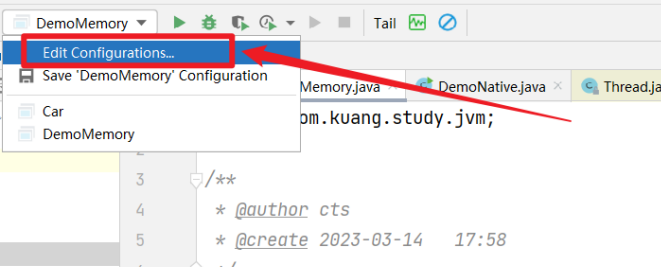 DemoMemory
Tail
Edit Configurations...
Save 'DemoMemory' Configuration
Memory.java
DemoNative.java
Thread.ja
Car
DemoMemory
om.kuang.study.jvm;
2
3 /**
4 * @author cts
5 * @create 2023-03-14 17:58